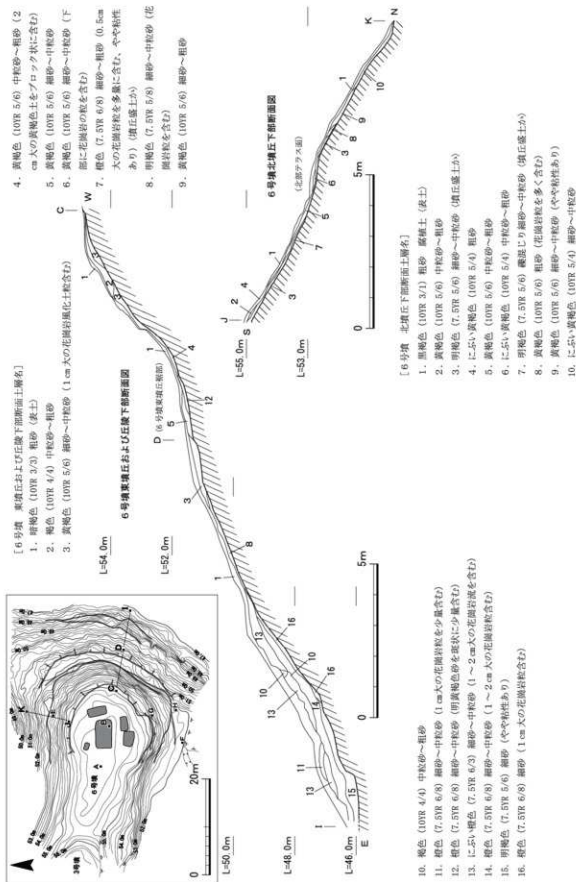 [6号墳 東墳丘および丘陵下部断面土層名]
1. 暗褐色 (10YR 3/3) 粗砂 (表土)
2. 褐色 (10YR 4/4) 中粒砂～粗砂
3. 黄褐色 (10YR 5/6) 細砂～中粒砂 (1cm大の花崗岩風化土粒含む)
4. 黄褐色 (10YR 5/6) 中粒砂～粗砂 (2
cm大の黄褐色土をブロック状に含む)
5. 黄褐色 (10YR 5/6) 細砂～中粒砂
6. 黄褐色 (10YR 5/6) 細砂～中粒砂 (下
部に花崗岩の粒を含む)
7. 橙色 (7.5YR 6/8) 細砂～粗砂 (0.5cm
大の花崗岩粒を多量に含む、やや粘性
あり) (墳丘盛土か)
8. 明褐色 (7.5YR 5/8) 細砂～中粒砂 (花
崗岩粒を含む)
9. 黄褐色 (10YR 5/6) 細砂～粗砂
6号墳東墳丘および丘陵下部断面図
C
W
L=54.0m
L=52.0m
D (6号墳東墳丘裾部)
L=50.0m
L=48.0m
L=46.0m
I
E
0
5m
3号墳
6号墳
A
C
D
K
0
20m
10. 褐色 (10YR 4/4) 中粒砂～粗砂
11. 橙色 (7.5YR 6/8) 細砂～中粒砂 (1cm大の花崗岩粒を少量含む)
12. 橙色 (7.5YR 6/8) 細砂～中粒砂 (明黄褐色砂を斑状に少量含む)
13. にぶい橙色 (7.5YR 6/3) 細砂～中粒砂 (1～2cm大の花崗岩流を含む)
14. 橙色 (7.5YR 6/8) 細砂～中粒砂 (1～2cm大の花崗岩粒含む)
15. 明褐色 (7.5YR 5/6) 細砂 (やや粘性あり)
16. 橙色 (7.5YR 6/8) 細砂 (1cm大の花崗岩粒含む)
6号墳北墳丘下部断面図
(北部テラス面)
J
S
K
N
L=55.0m
L=53.0m
0
5m
[6号墳 北墳丘下部断面土層名]
1. 黒褐色 (10YR 3/1) 粗砂 腐植土 (表土)
2. 黄褐色 (10YR 5/6) 中粒砂～粗砂
3. 明褐色 (7.5YR 5/6) 細砂～中粒砂 (墳丘盛土か)
4. にぶい黄褐色 (10YR 5/4) 粗砂
5. 黄褐色 (10YR 5/6) 中粒砂～粗砂
6. にぶい黄褐色 (10YR 5/4) 中粒砂～粗砂
7. 明褐色 (7.5YR 5/6) 礫混じり細砂～中粒砂 (墳丘盛土か)
8. 黄褐色 (10YR 5/6) 粗砂 (花崗岩粒を多く含む)
9. 黄褐色 (10YR 5/6) 細砂～中粒砂 (やや粘性あり)
10. にぶい黄褐色 (10YR 5/4) 細砂～中粒砂